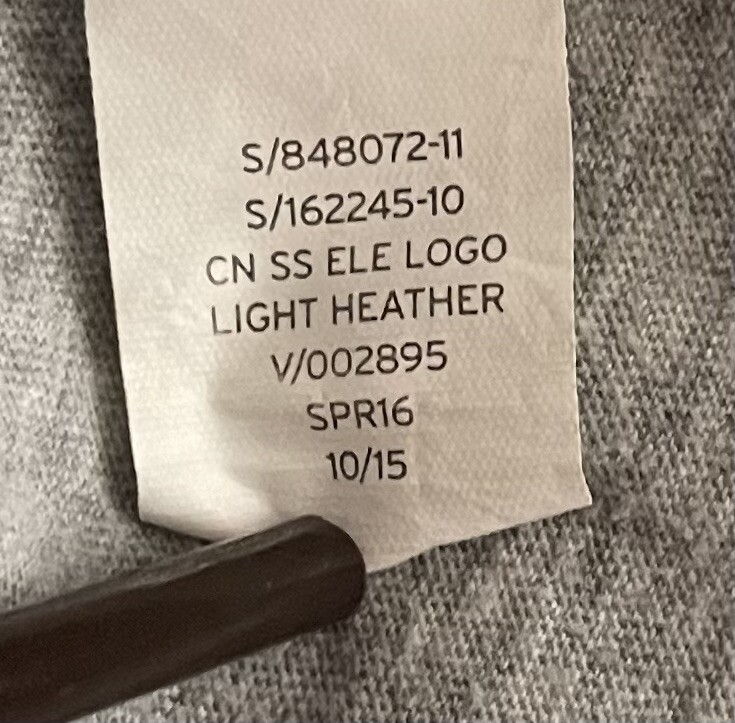 S/848072-11
S/162245-10
CN SS ELE LOGO
LIGHT HEATHER
V/002895
SPR16
10/15